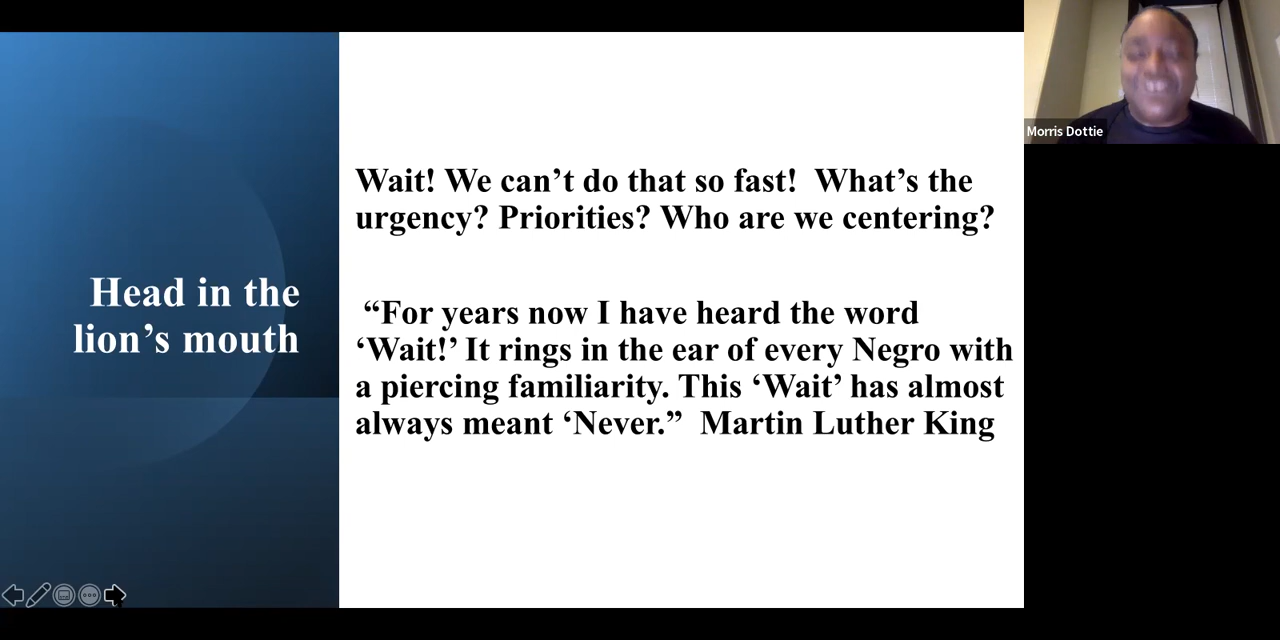 Head in the
lion’s mouth
Wait! We can’t do that so fast!  What’s the
urgency? Priorities? Who are we centering?
“For years now I have heard the word
‘Wait!’ It rings in the ear of every Negro with
a piercing familiarity. This ‘Wait’ has almost
always meant ‘Never.”  Martin Luther King
Morris Dottie